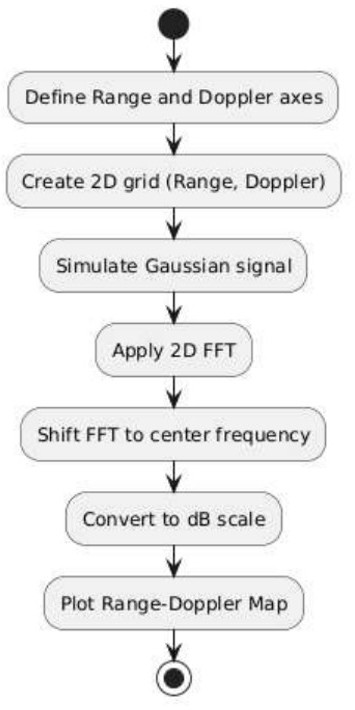 Define Range and Doppler axes
Create 2D grid (Range, Doppler)
Simulate Gaussian signal
Apply 2D FFT
Shift FFT to center frequency
Convert to dB scale
Plot Range-Doppler Map